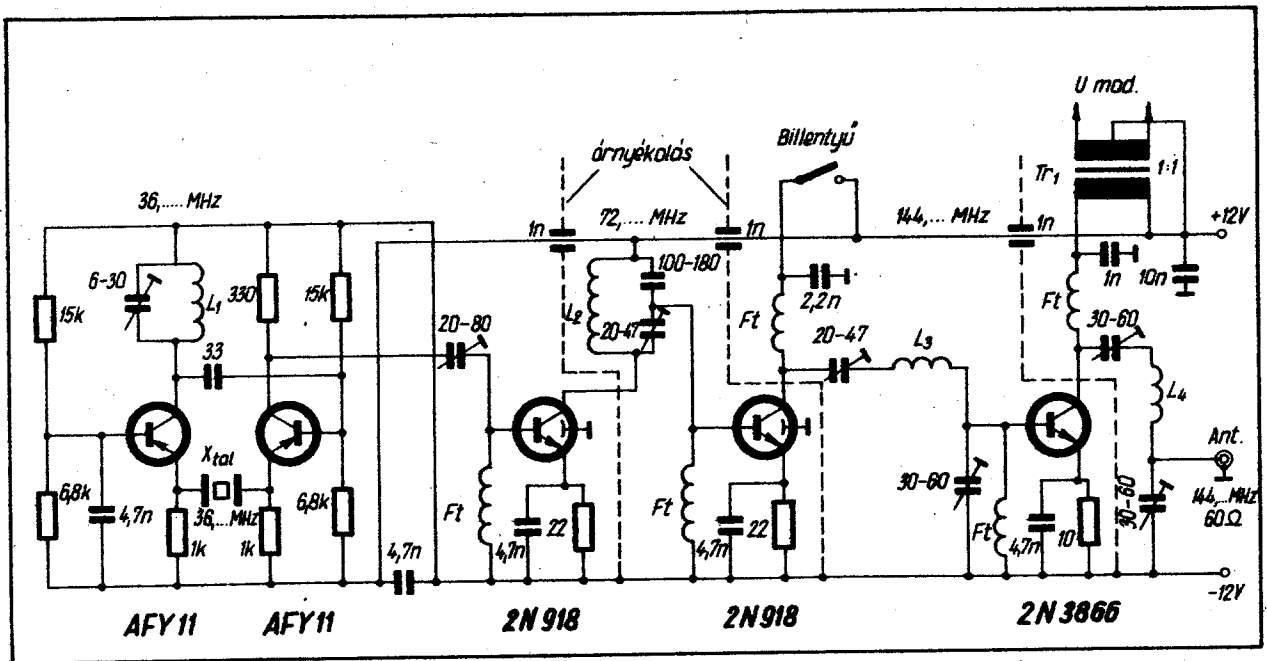 U mod.
Billentyű
árnyékolás
Tr₁
1:1
36,.... MHz
1n
72,... MHz
1n
144,... MHz
1n
+12V
6-30
L₁
330
15k
15k
100-180
L₂
20-47
2,2n
Ft
1n
10n
Ft
33
20-80
20-47
L₃
30-60
L₄
Xtal
Ant.
6,8k
4,7n
36,...MHz
6,8k
1k
1k
Ft
22
4,7n
Ft
22
4,7n
30-60
Ft
10
4,7n
30-60
144,...MHz
60Ω
4,7n
-12V
AFY11
AFY11
2N918
2N918
2N3866